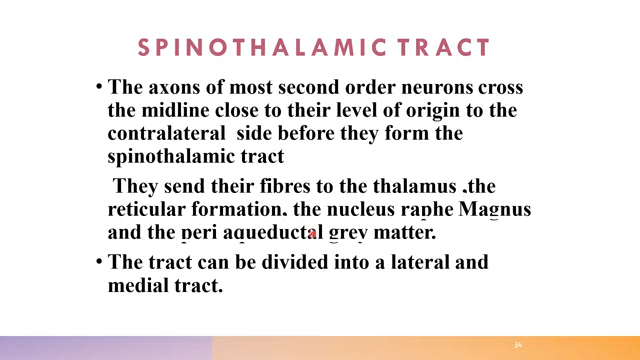 SPINOTHALAMIC TRACT
• The axons of most second order neurons cross
the midline close to their level of origin to the
contralateral side before they form the
spinothalamic tract
They send their fibres to the thalamus ,the
reticular formation, the nucleus raphe Magnus
and the peri aqueductal grey matter.
• The tract can be divided into a lateral and
medial tract.
34